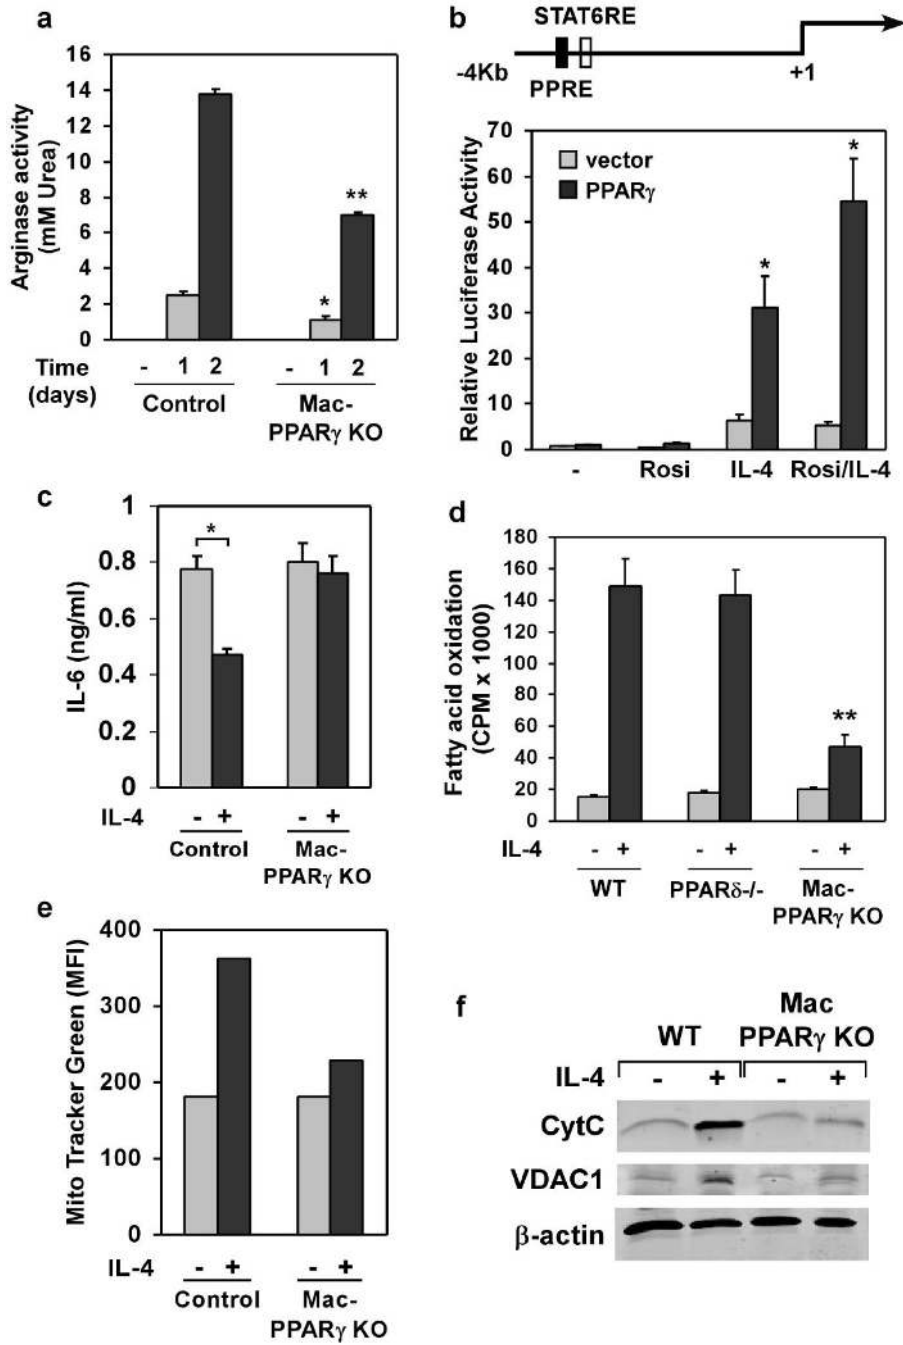 a
Arginase activity
(mM Urea)
16
14
12
10
8
6
4
2
0
*
**
Time
(days)
- 1 2 - 1 2
Control
Mac-
PPARγ KO
b
STAT6RE
-4Kb
PPRE
+1
Relative Luciferase Activity
70
60
50
40
30
20
10
0
vector
PPARγ
*
*
- Rosi IL-4 Rosi/IL-4
c
IL-6 (ng/ml)
1
0.8
0.6
0.4
0.2
0
*
IL-4 - + - +
Control
Mac-
PPARγ KO
d
Fatty acid oxidation
(CPM x 1000)
180
160
140
120
100
80
60
40
20
0
**
IL-4 - + - + - +
WT PPARδ-/- Mac-
PPARγ KO
e
Mito Tracker Green (MFI)
400
300
200
100
0
IL-4 - + - +
Control Mac-
PPARγ KO
f
Mac
WT PPARγ KO
IL-4 - + - +
CytC
VDAC1
β-actin